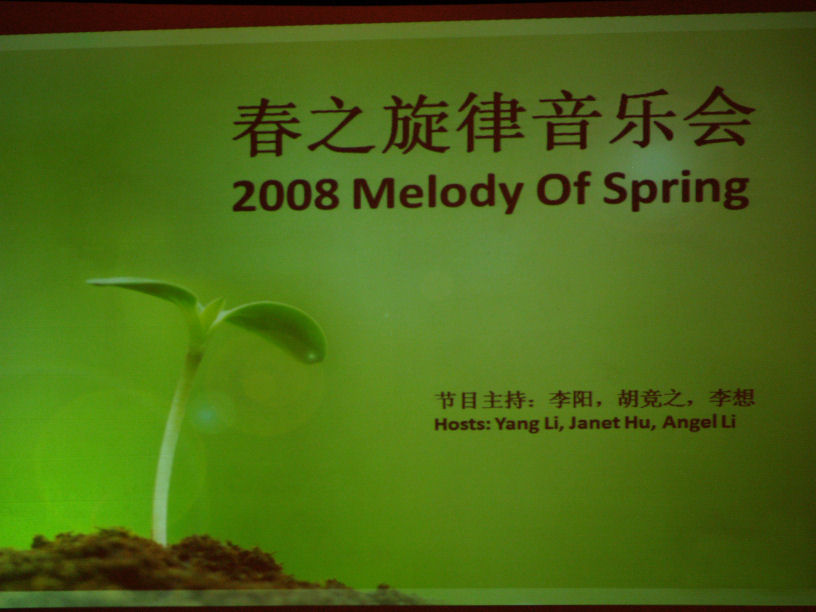 春之旋律音乐会
2008 Melody Of Spring
节目主持：李阳，胡竞之，李想
Hosts: Yang Li, Janet Hu, Angel Li